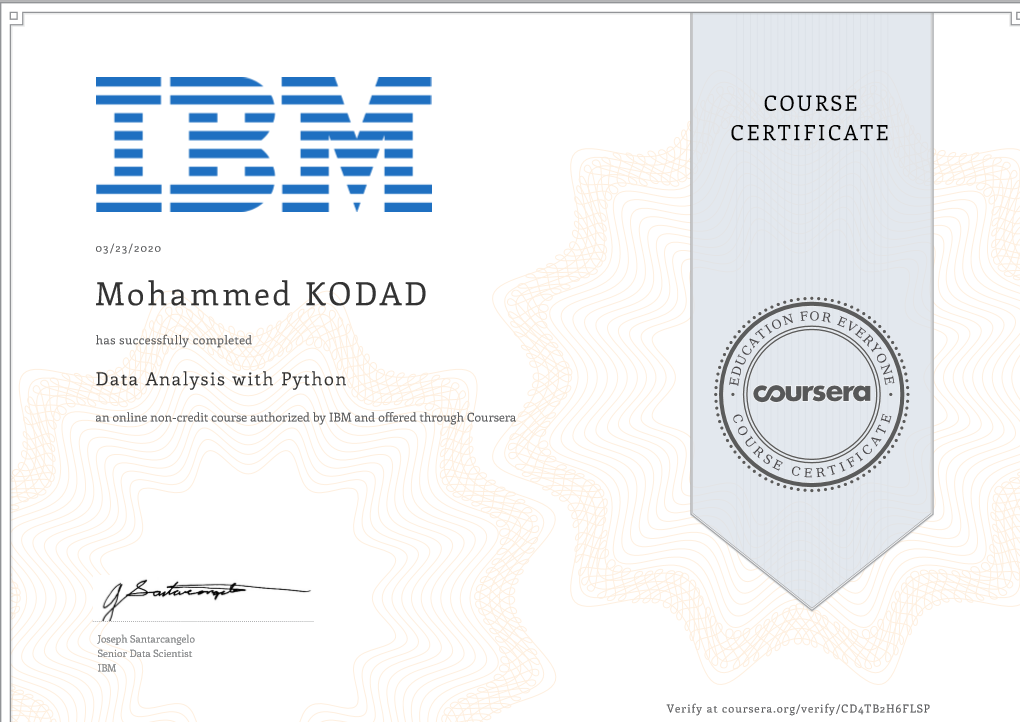 IBM
COURSE
CERTIFICATE
03/23/2020
Mohammed KODAD
has successfully completed
Data Analysis with Python
an online non-credit course authorized by IBM and offered through Coursera
EDUCATION FOR EVERYONE
coursera
COURSE CERTIFICATE
J Santarcangelo
Joseph Santarcangelo
Senior Data Scientist
IBM
Verify at coursera.org/verify/CD4TB2H6FLSP